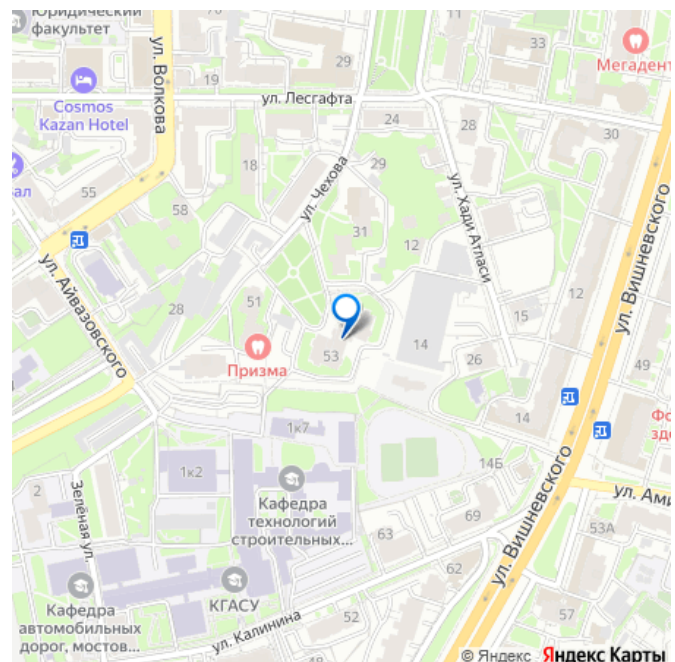 Юридический
факультет
11
33
Мегадент
29
ул. Лесгафта
19
Cosmos
Kazan Hotel
ул. Волкова
24
28
30
18
29
ул. Чехова
ул. Хади Атласи
55
58
31
12
ул. Вишневского
ул. Айвазовского
28
51
15
12
Призма
53
14
26
49
14
1к7
1к2
14Б
Кафедра
технологий
строительных...
2
Зелёная ул.
69
63
53А
62
КГАСУ
52
57
Кафедра
автомобильных
дорог, мостов...
ул. Калинина
ул. Вишневского
© Яндекс Яндекс Карты